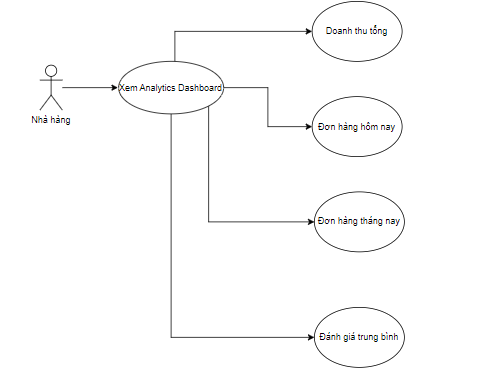 Doanh thu tổng
Xem Analytics Dashboard
Nhà hàng
Đơn hàng hôm nay
Đơn hàng tháng nay
Đánh giá trung bình